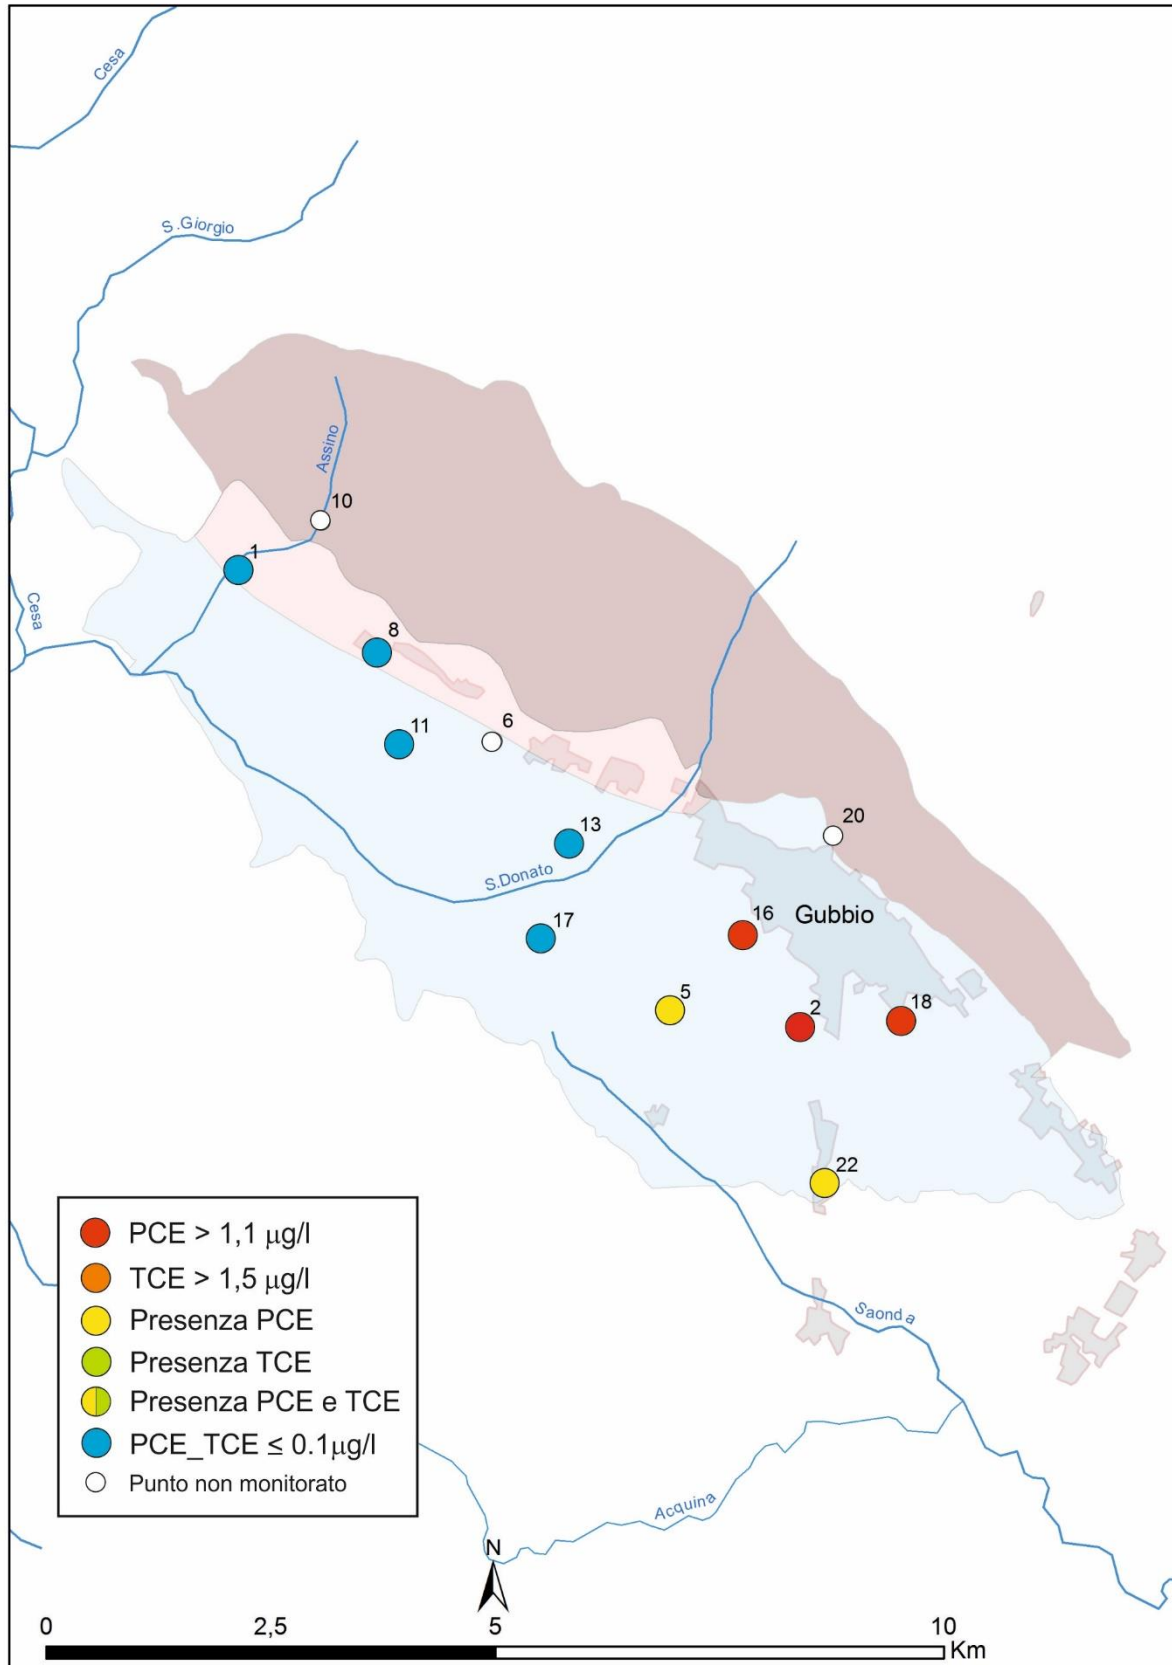 Cesa
S.Giorgio
Assino
10
1
Cesa
8
6
11
20
13
S.Donato
16
Gubbio
17
5
2
18
22
PCE > 1,1 µg/l
TCE > 1,5 µg/l
Presenza PCE
Presenza TCE
Presenza PCE e TCE
PCE_TCE ≤ 0.1µg/l
Punto non monitorato
Saonda
Acquina
N
0 2,5 5 10
Km